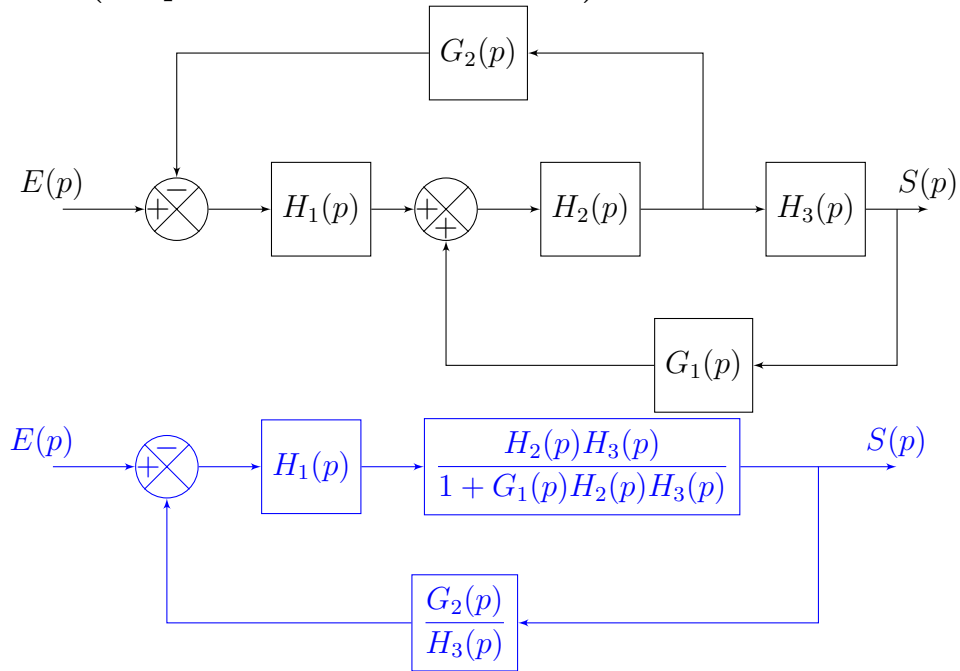 G₂(p)
E(p) + − H₁(p) + + H₂(p) H₃(p) S(p)
G₁(p)
E(p) + − H₁(p) H₂(p)H₃(p) / 1 + G₁(p)H₂(p)H₃(p) S(p)
G₂(p) / H₃(p)